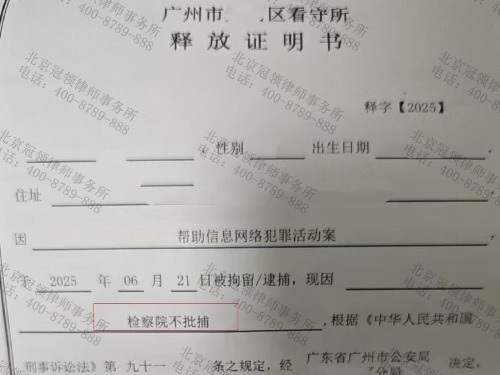 广州市 区看守所
释放证明书
释字【2025】
性别 出生日期
住址
因 帮助信息网络犯罪活动案
于 2025 年 06 月 21 日被拘留/逮捕,现因
检察院不批捕 ,根据《中华人民共和国
刑事诉讼法》第 九十一 条之规定,经 广东省广州市公安局 决定,
分局
北京冠领律师事务所
电话:400-8789-888